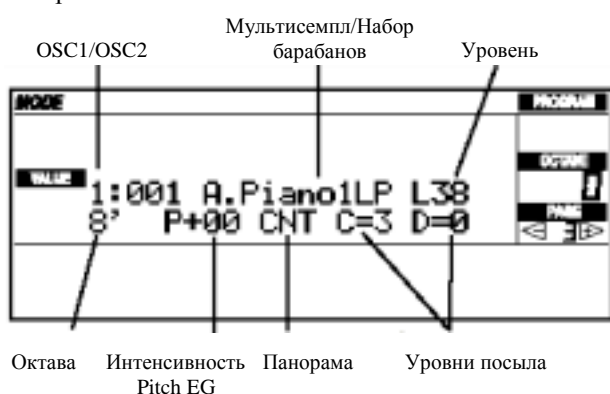 Мультисемпл/Набор
OSC1/OSC2 барабанов Уровень
MODE PROGRAM
OCTAVE
VALUE
1:001 A.Piano1LP L38
8' P+00 CNT C=3 D=0
PAGE
3
Октава Интенсивность Панорама Уровни посыла
Pitch EG